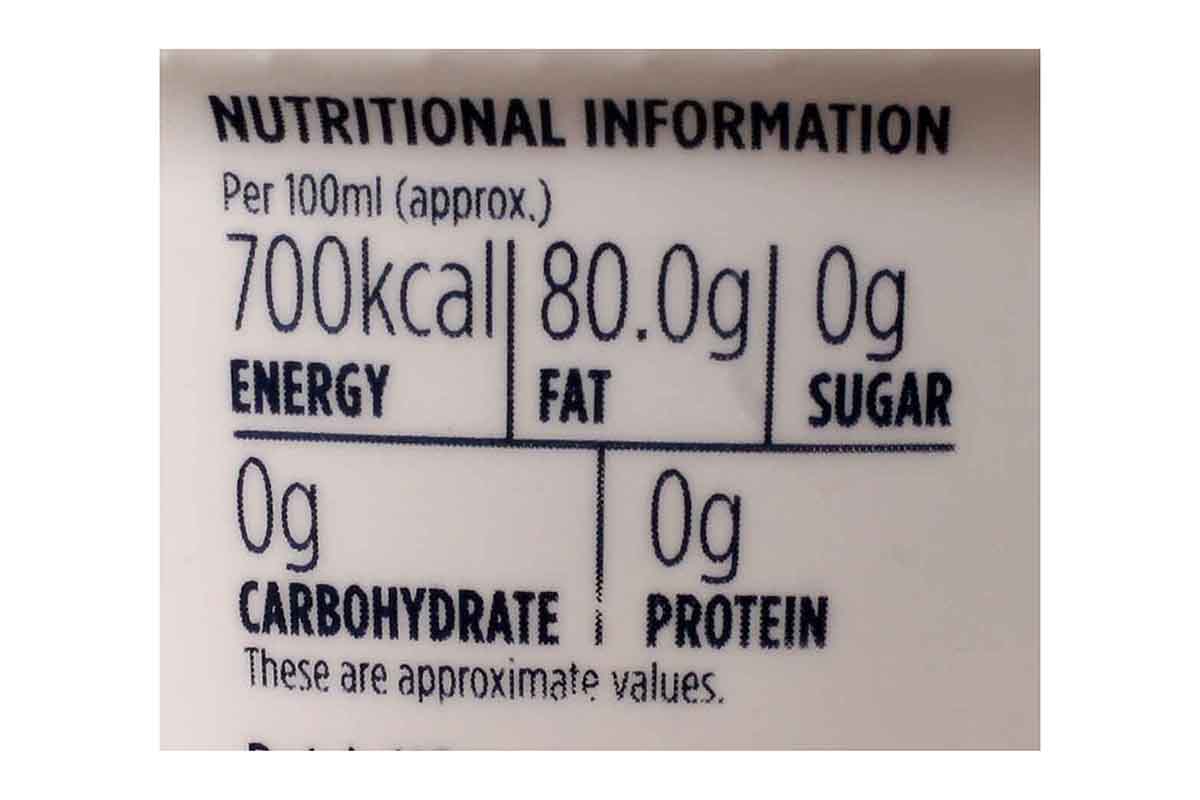 NUTRITIONAL INFORMATION
Per 100ml (approx.)
700kcal 80.0g 0g
ENERGY FAT SUGAR
0g 0g
CARBOHYDRATE PROTEIN
These are approximate values.